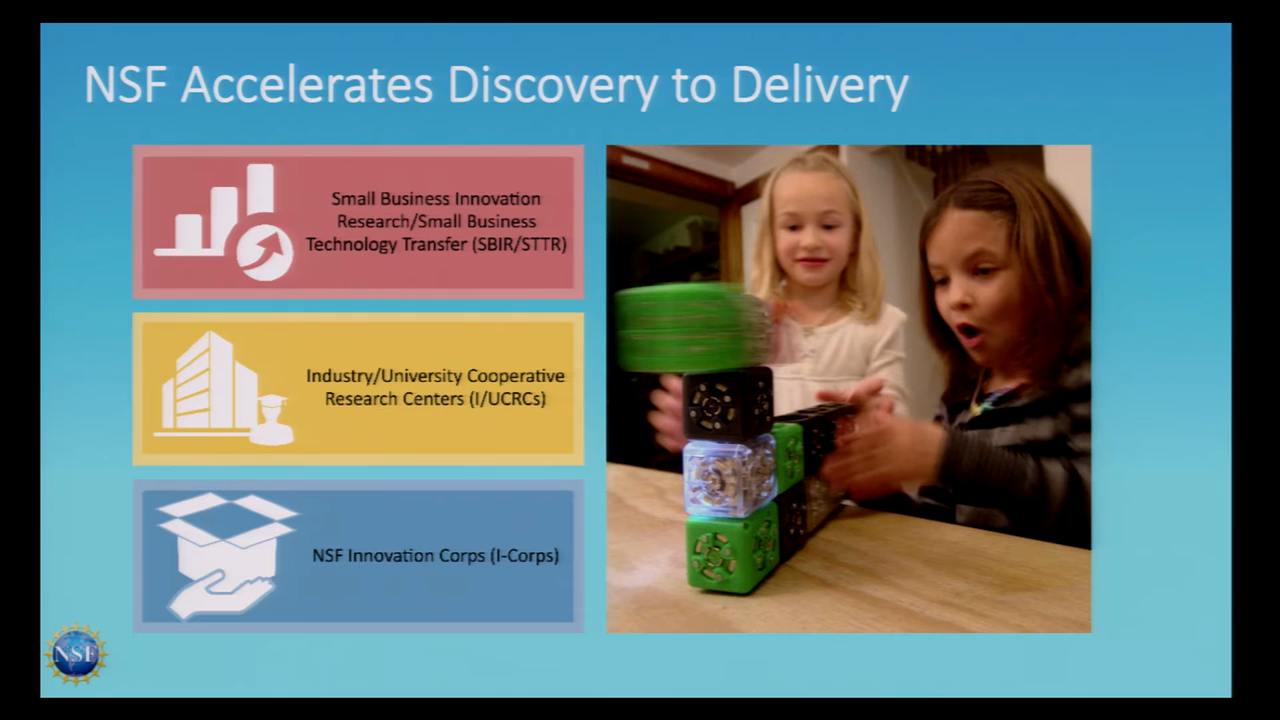 NSF Accelerates Discovery to Delivery
Small Business Innovation
Research/Small Business
Technology Transfer (SBIR/STTR)
Industry/University Cooperative
Research Centers (I/UCRCs)
NSF Innovation Corps (I-Corps)
NSF